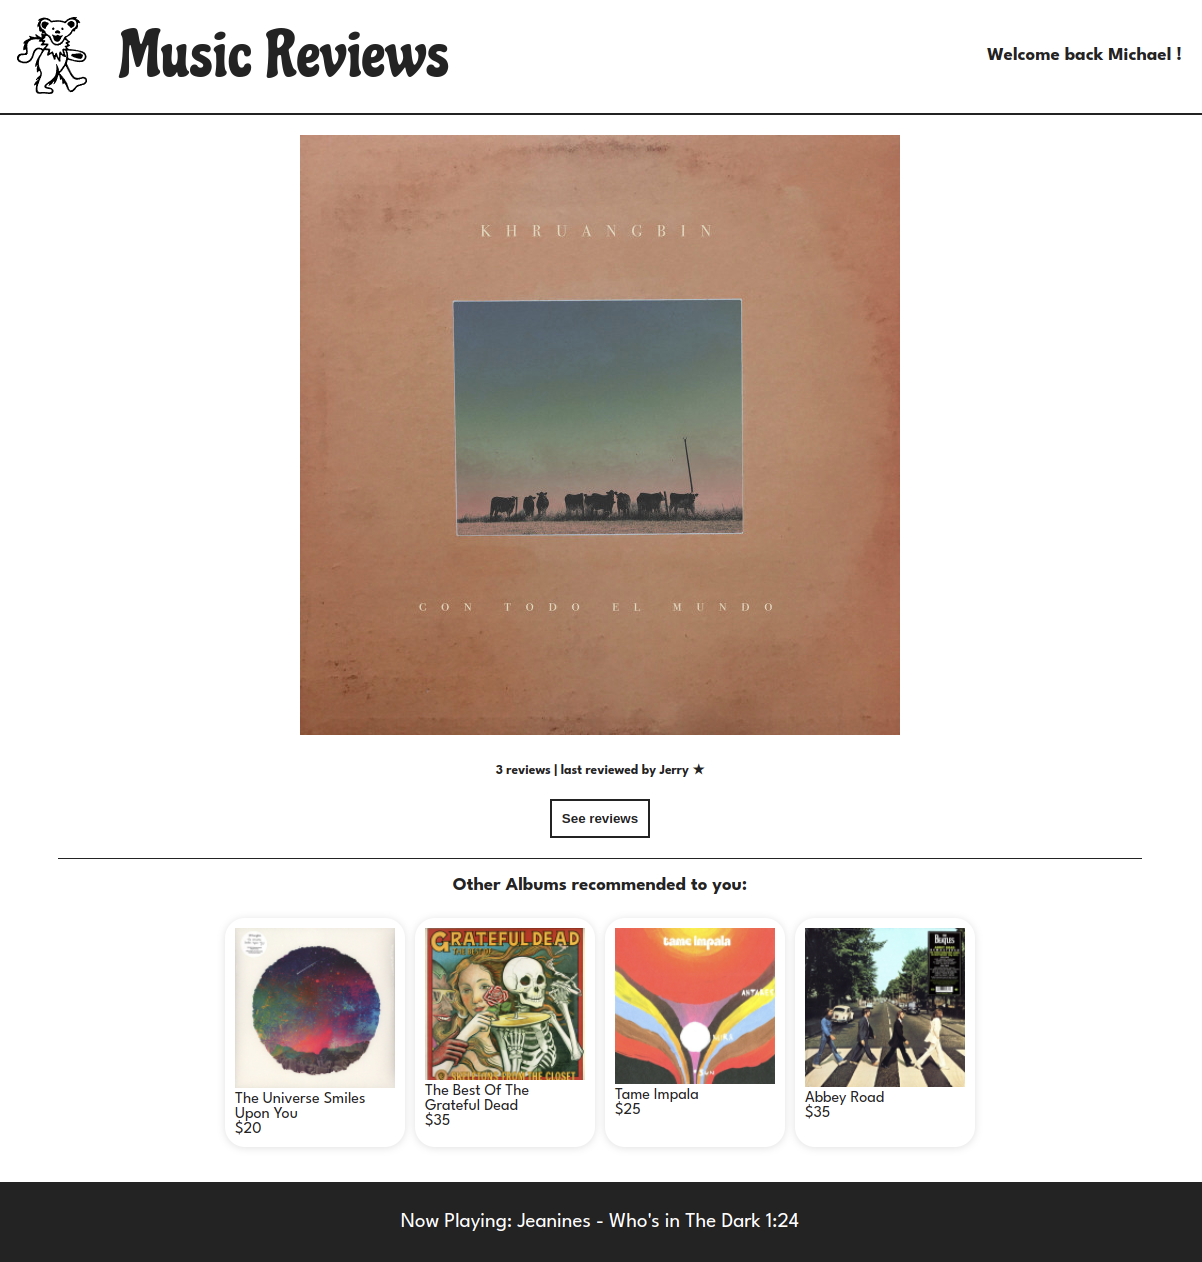 Music Reviews
Welcome back Michael !
KHRUANGBIN
CON TODO EL MUNDO
3 reviews | last reviewed by Jerry ★
See reviews
Other Albums recommended to you:
GRATEFUL DEAD
THE BEST OF
SKELETONS FROM THE CLOSET
tame impala
ANTARES
MIRA
SUN
The Beatles
The Universe Smiles
Upon You
$20
The Best Of The
Grateful Dead
$35
Tame Impala
$25
Abbey Road
$35
Now Playing: Jeanines - Who's in The Dark 1:24